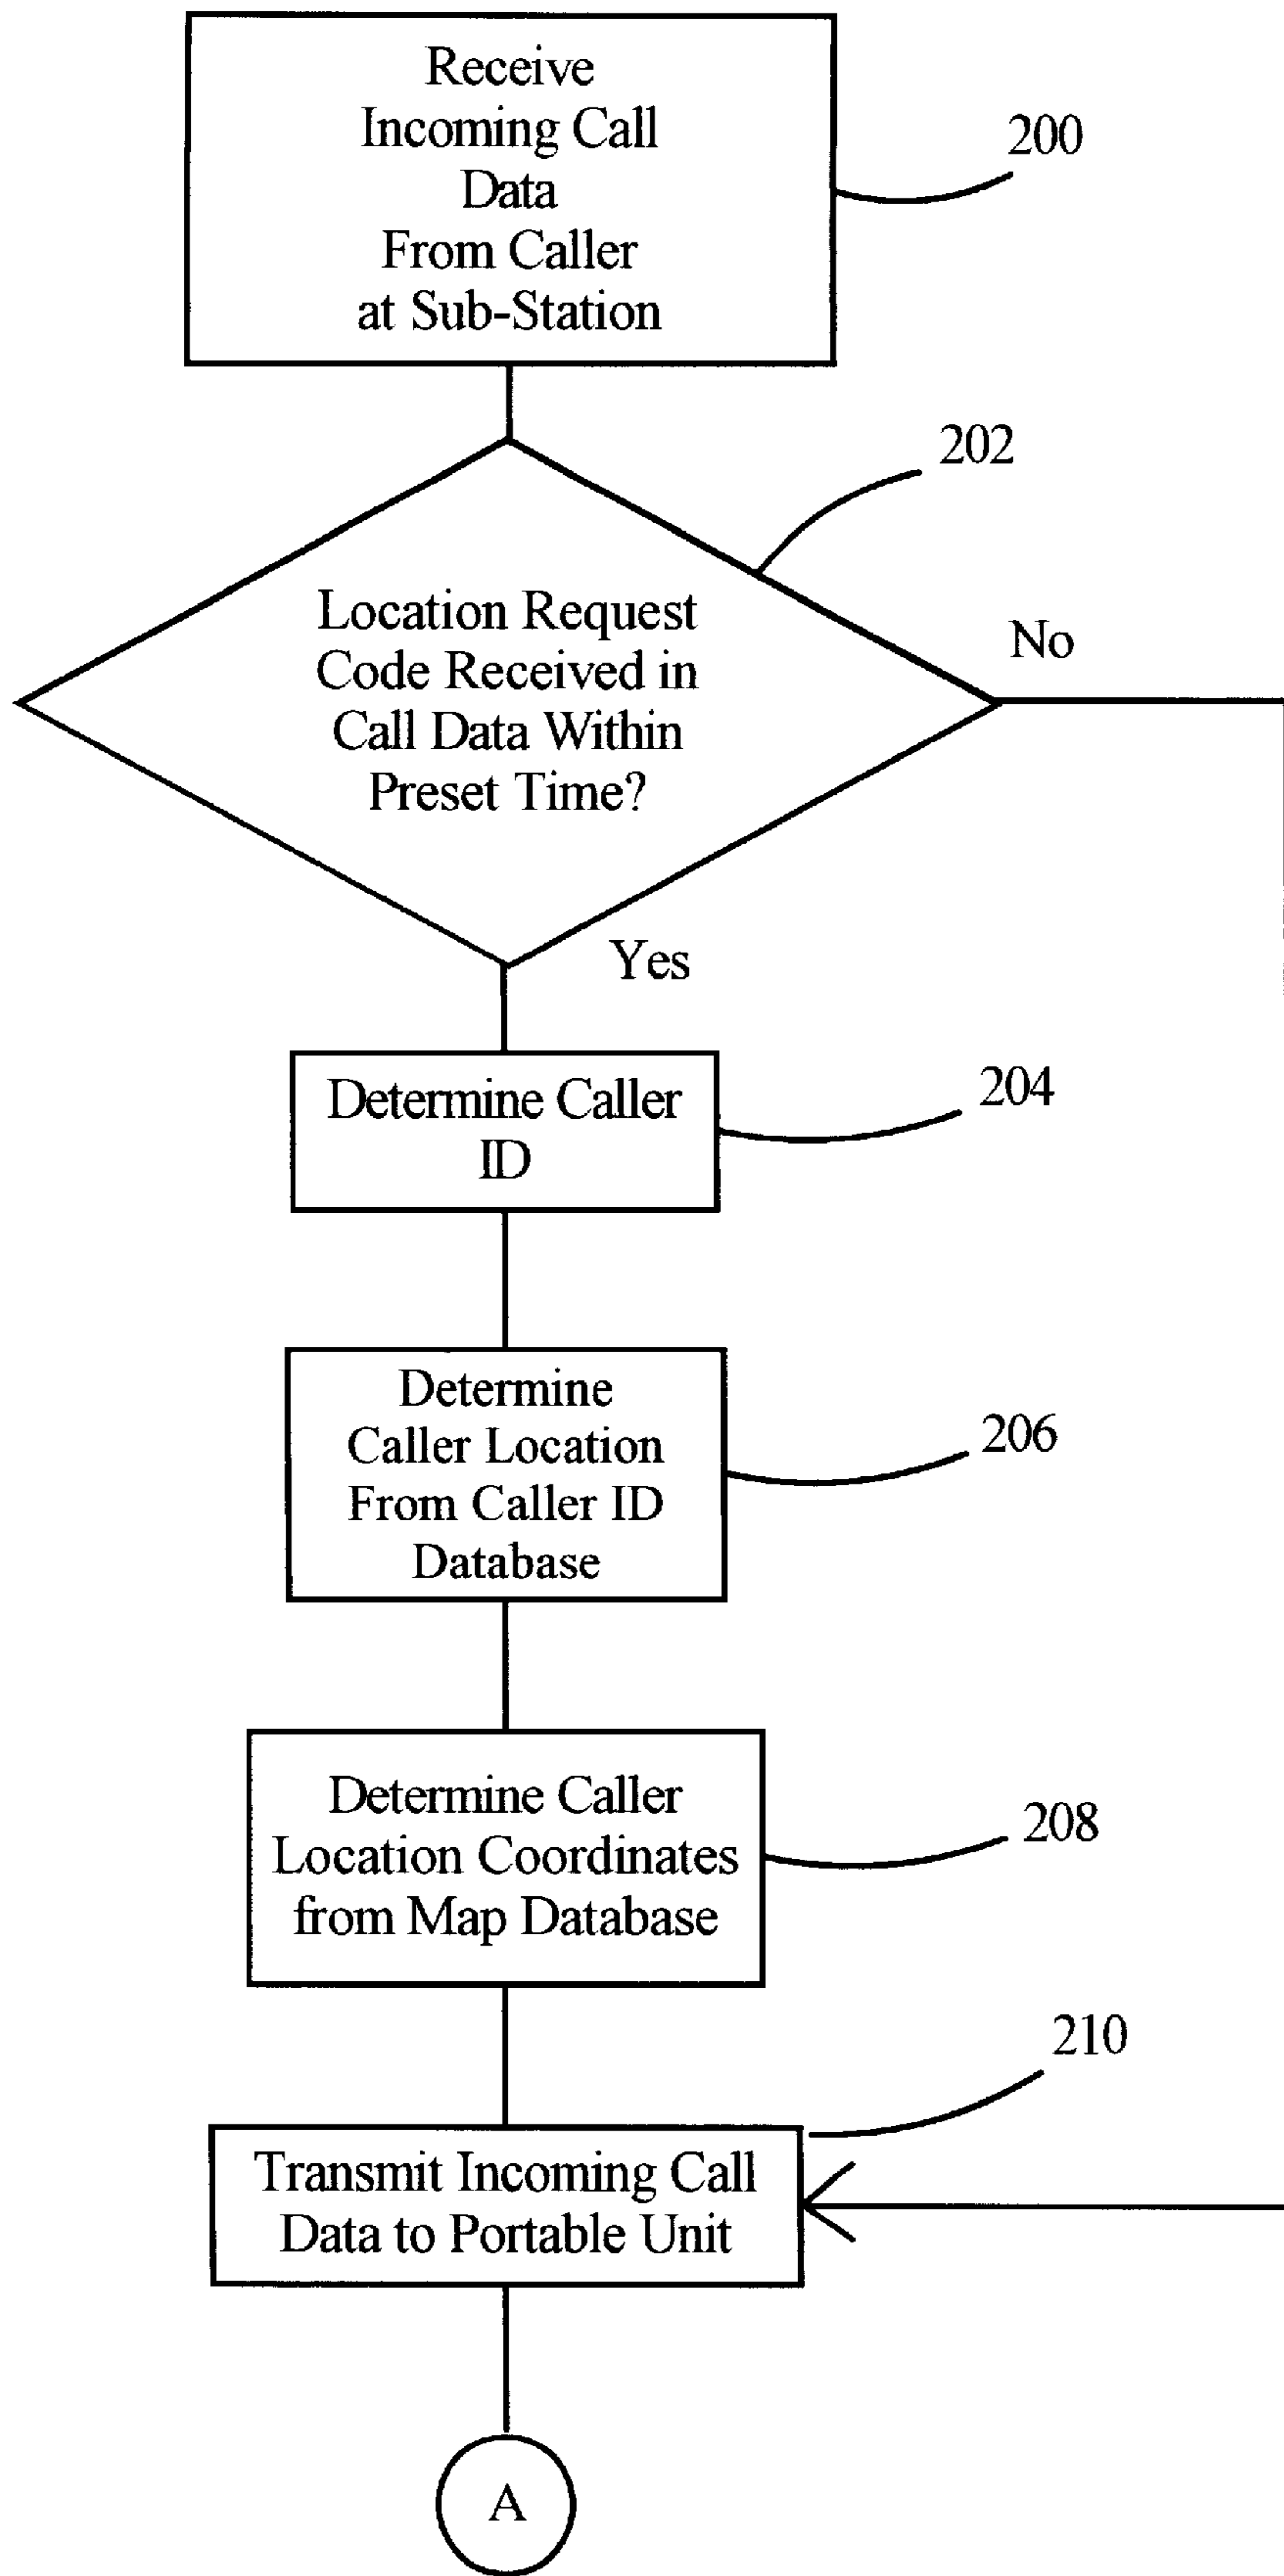 Receive
Incoming Call
Data
From Caller
at Sub-Station
200
202
Location Request
Code Received in
Call Data Within
Preset Time?
No
Yes
Determine Caller
ID
204
Determine
Caller Location
From Caller ID
Database
206
Determine Caller
Location Coordinates
from Map Database
208
210
Transmit Incoming Call
Data to Portable Unit
A